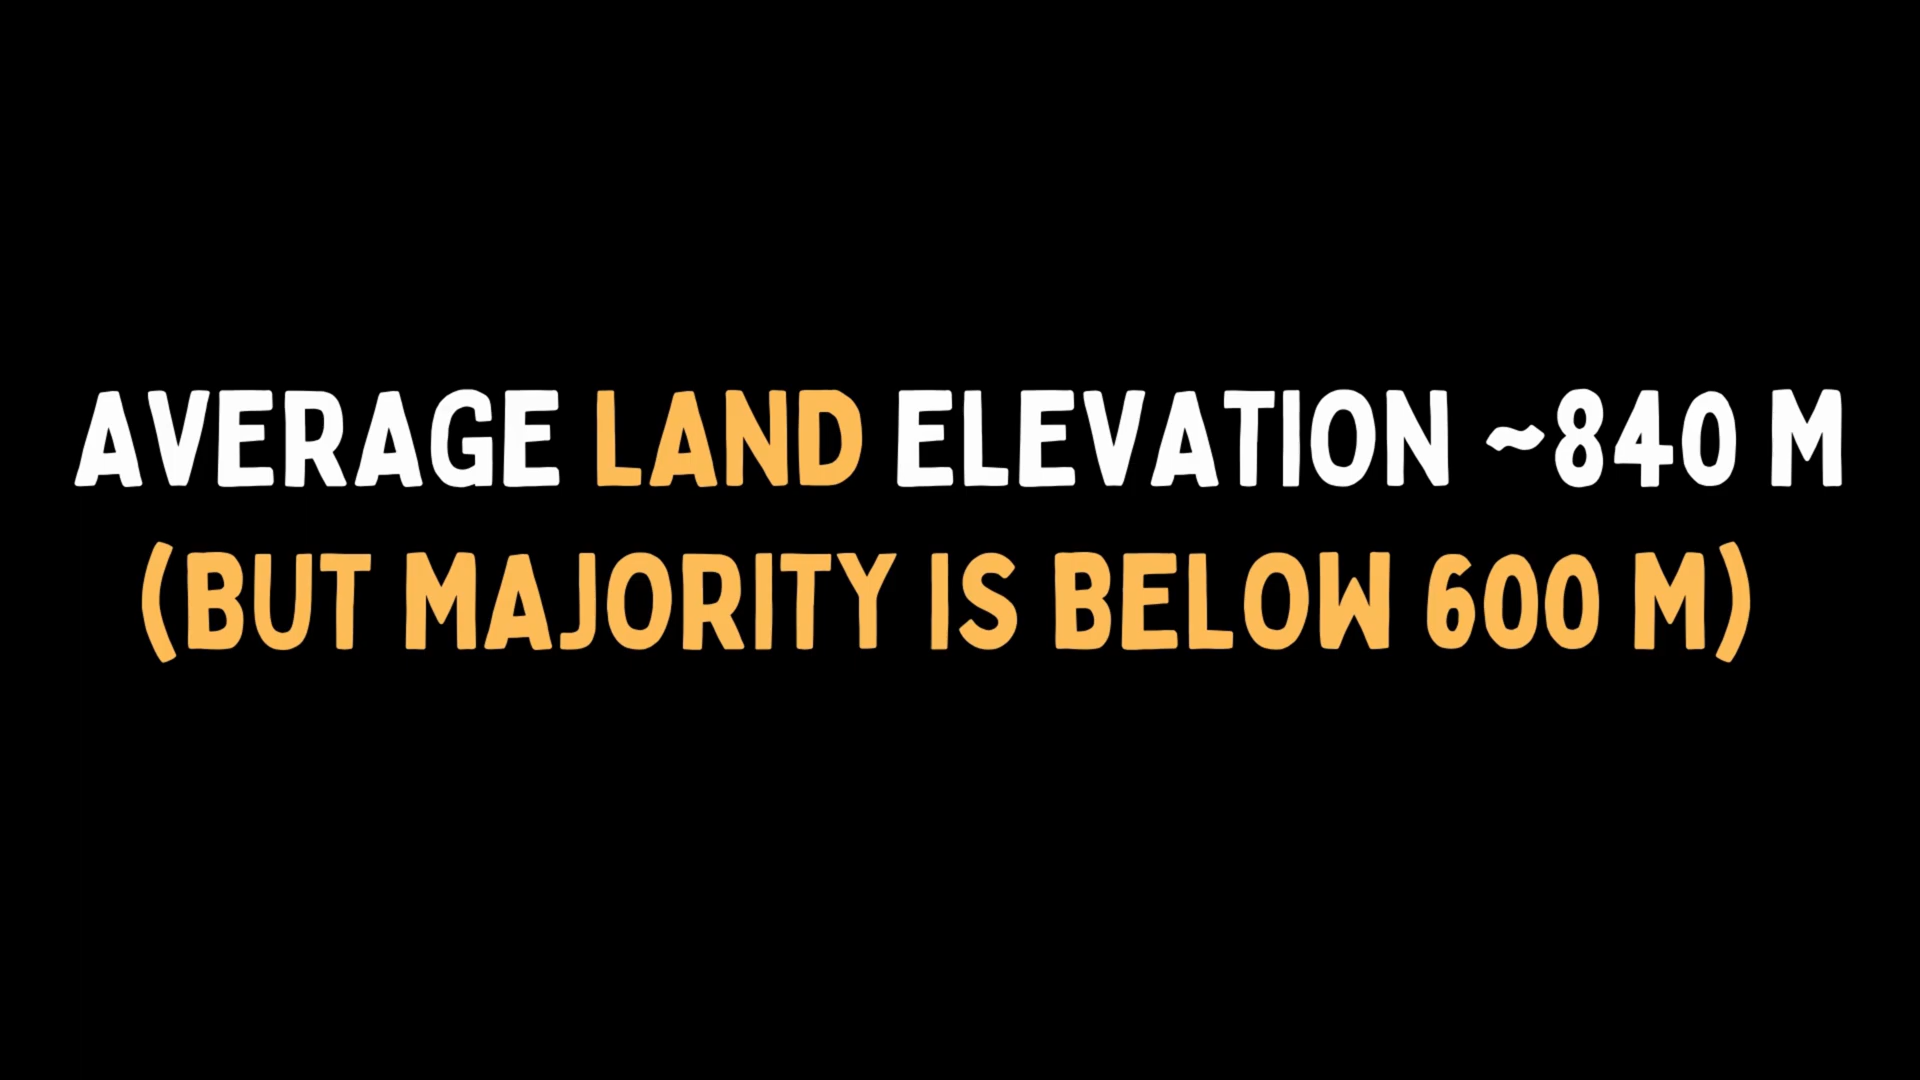 AVERAGE LAND ELEVATION ~840 M
(BUT MAJORITY IS BELOW 600 M)